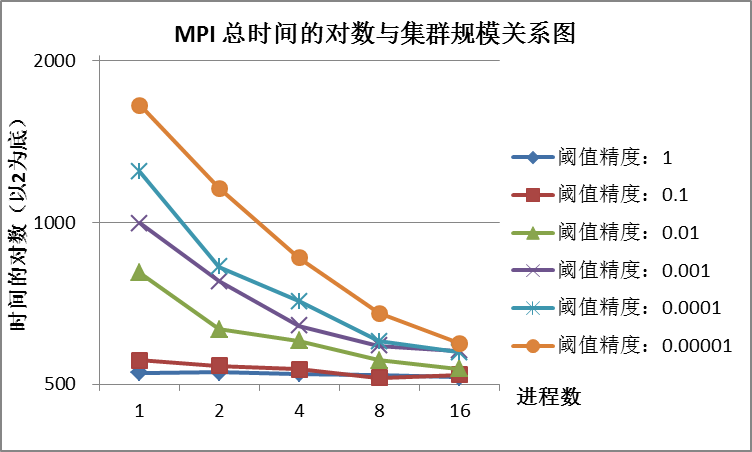 MPI 总时间的对数与集群规模关系图
2000
1000
500
时间的对数（以2为底）
1 2 4 8 16
进程数
阈值精度：1
阈值精度：0.1
阈值精度：0.01
阈值精度：0.001
阈值精度：0.0001
阈值精度：0.00001